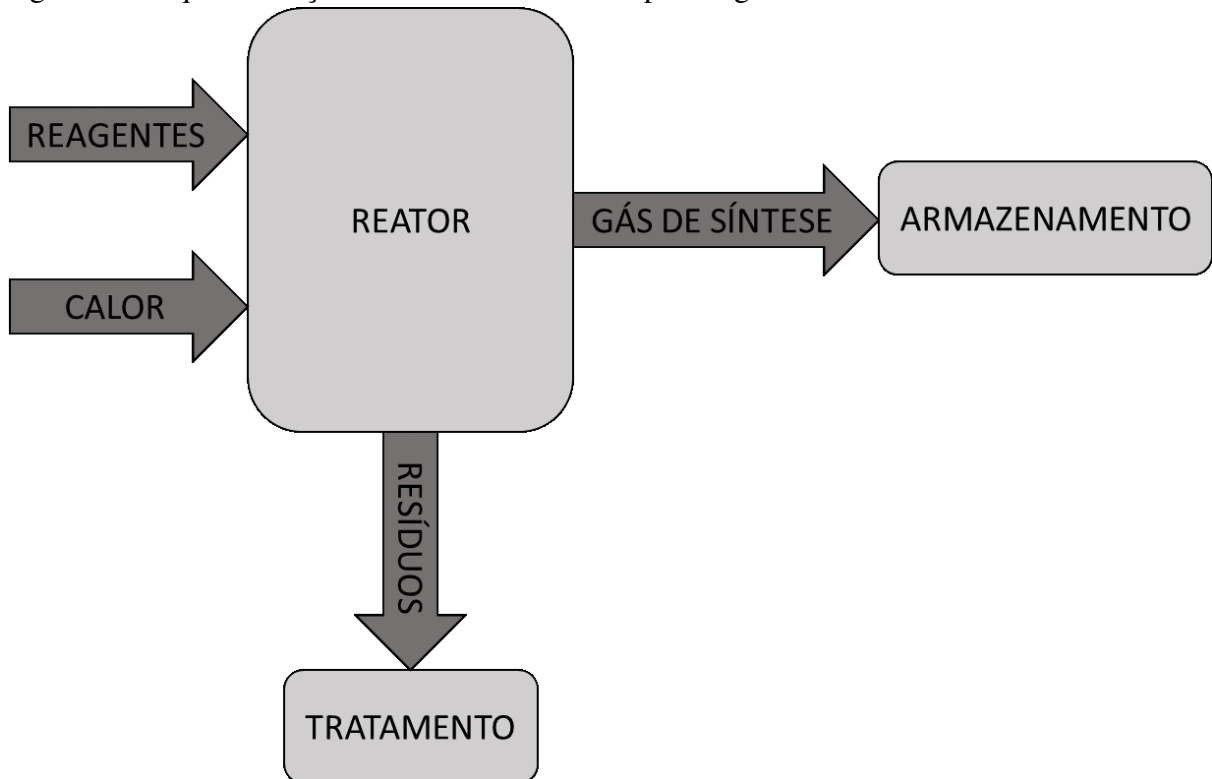 REAGENTES
CALOR
REATOR
GÁS DE SÍNTESE
ARMAZENAMENTO
RESÍDUOS
TRATAMENTO